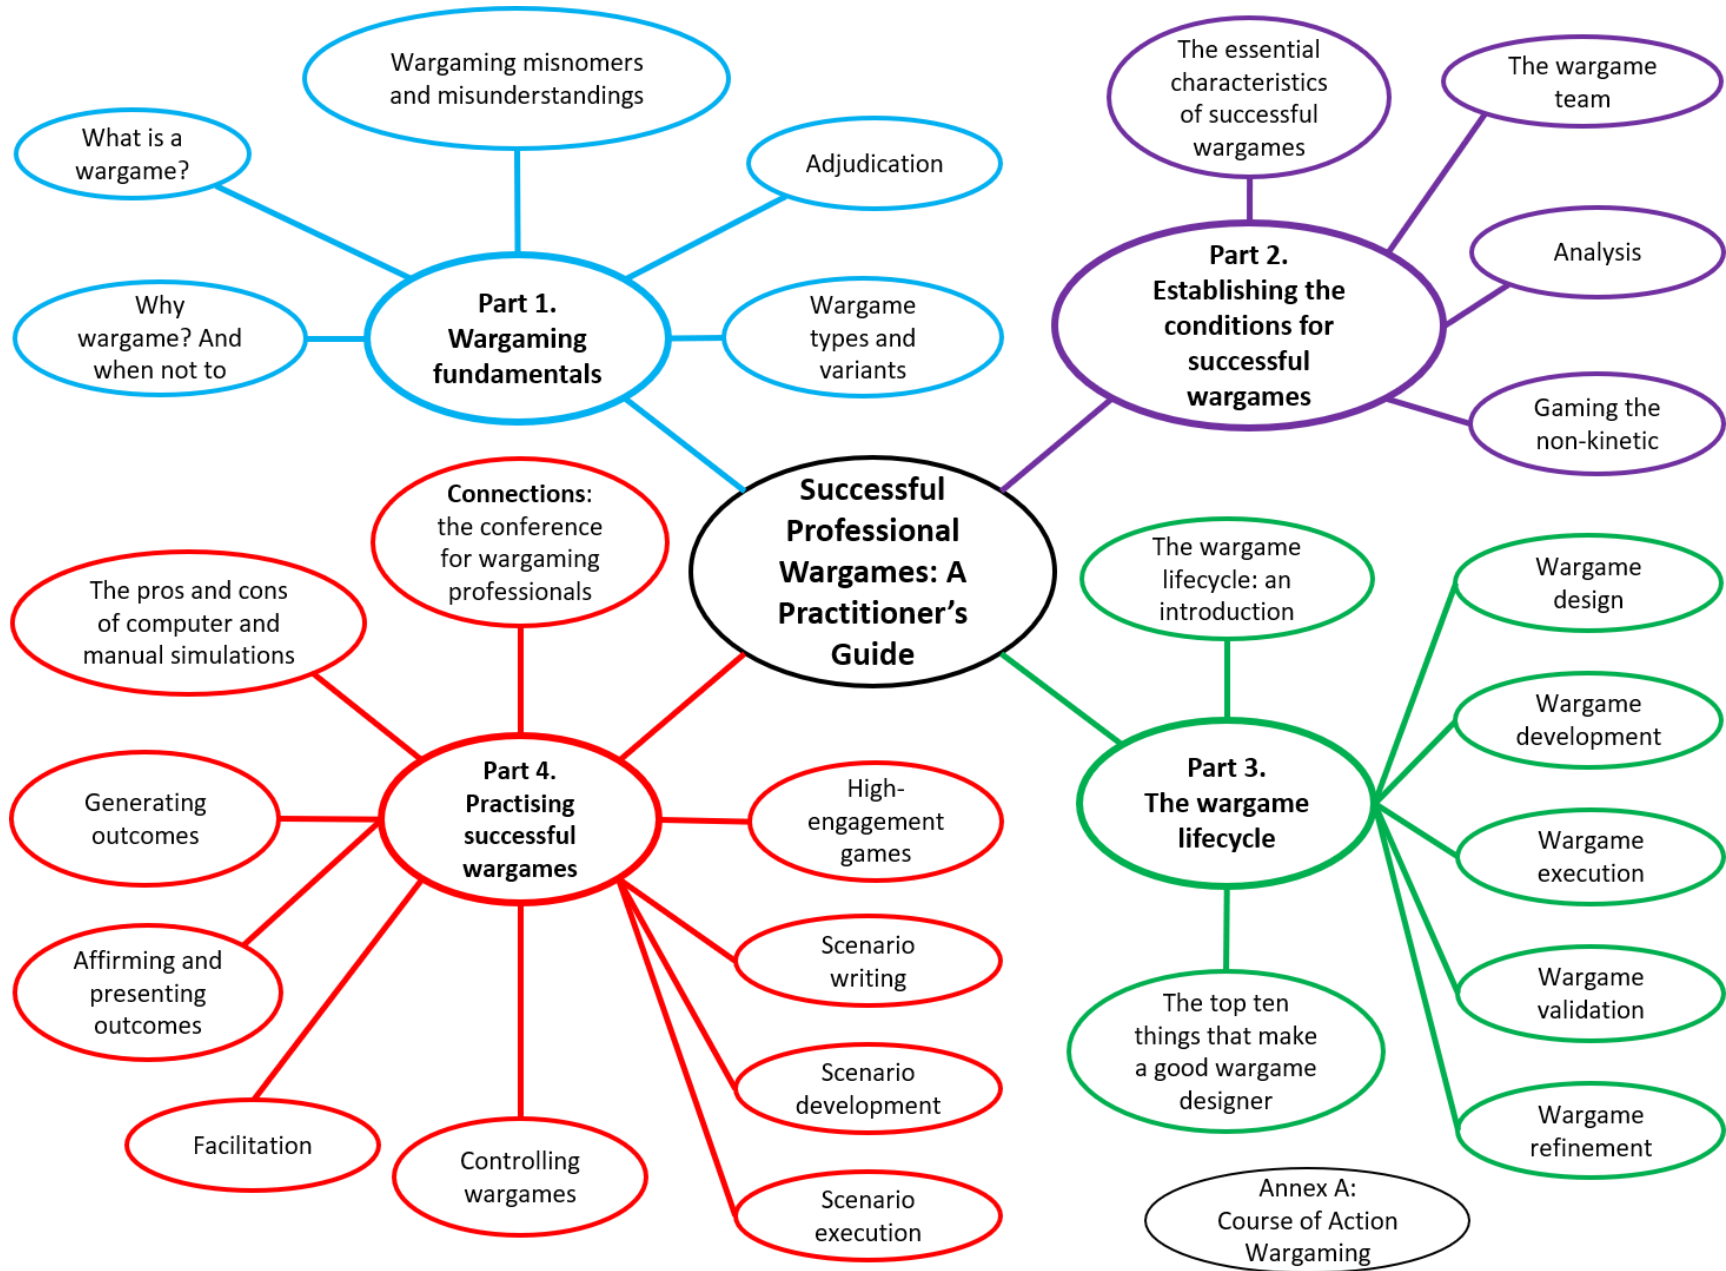 Wargaming misnomers
and misunderstandings
What is a
wargame?
Adjudication
Why
wargame? And
when not to
Part 1.
Wargaming
fundamentals
Wargame
types and
variants
The essential
characteristics
of successful
wargames
The wargame
team
Analysis
Part 2.
Establishing the
conditions for
successful
wargames
Gaming the
non-kinetic
Successful
Professional
Wargames: A
Practitioner’s
Guide
Connections:
the conference
for wargaming
professionals
The pros and cons
of computer and
manual simulations
Generating
outcomes
Part 4.
Practising
successful
wargames
High-
engagement
games
Affirming and
presenting
outcomes
Scenario
writing
Facilitation
Controlling
wargames
Scenario
development
Scenario
execution
The wargame
lifecycle: an
introduction
Wargame
design
Wargame
development
Part 3.
The wargame
lifecycle
Wargame
execution
Wargame
validation
The top ten
things that make
a good wargame
designer
Wargame
refinement
Annex A:
Course of Action
Wargaming